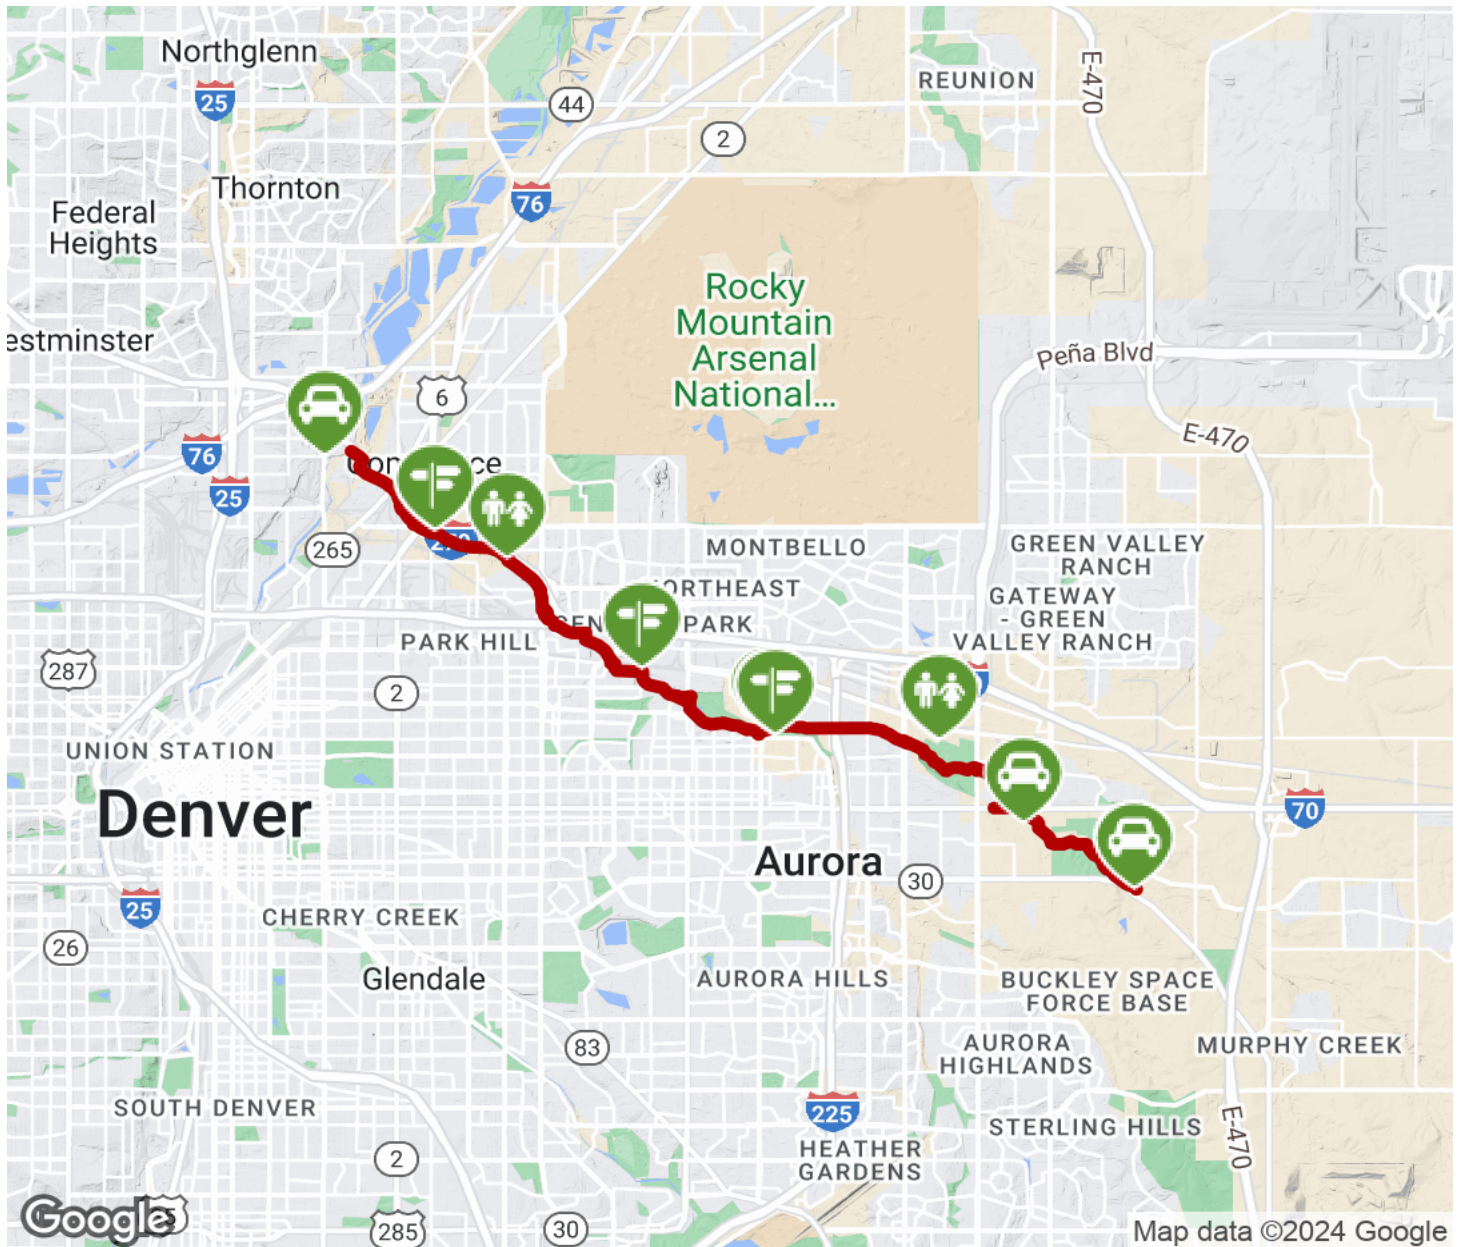 Northglenn
25
44
REUNION
E-470
2
Thornton
76
Federal
Heights
Rocky
Mountain
Arsenal
National...
estminster
Peña Blvd
6
E-470
76
25
265
MONTBELLO
GREEN VALLEY
RANCH
GATEWAY
- GREEN
VALLEY RANCH
PARK HILL
PARK
287
2
UNION STATION
Denver
70
Aurora
30
25
CHERRY CREEK
26
Glendale
AURORA HILLS
BUCKLEY SPACE
FORCE BASE
83
AURORA
HIGHLANDS
MURPHY CREEK
SOUTH DENVER
225
STERLING HILLS
E-470
2
HEATHER
GARDENS
Google
285
30
Map data ©2024 Google